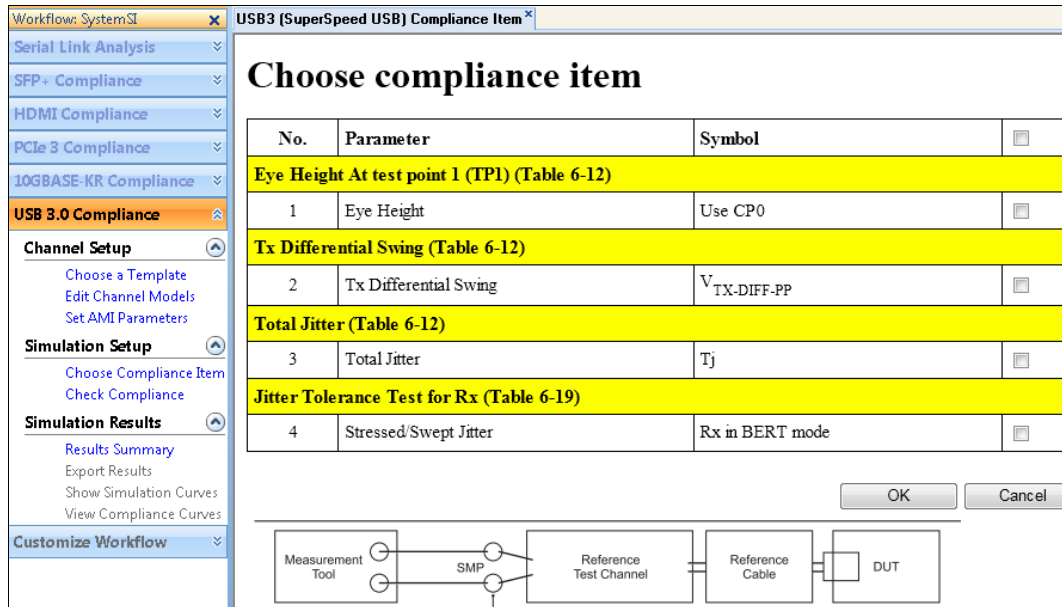 Workflow: SystemSI
Serial Link Analysis
SFP+ Compliance
HDMI Compliance
PCIe 3 Compliance
10GBASE-KR Compliance
USB 3.0 Compliance
Channel Setup
Choose a Template
Edit Channel Models
Set AMI Parameters
Simulation Setup
Choose Compliance Item
Check Compliance
Simulation Results
Results Summary
Export Results
Show Simulation Curves
View Compliance Curves
Customize Workflow
USB3 (SuperSpeed USB) Compliance Item
Choose compliance item
No. Parameter Symbol
Eye Height At test point 1 (TP1) (Table 6-12)
1 Eye Height Use CP0
Tx Differential Swing (Table 6-12)
2 Tx Differential Swing VTX-DIFF-PP
Total Jitter (Table 6-12)
3 Total Jitter Tj
Jitter Tolerance Test for Rx (Table 6-19)
4 Stressed/Swept Jitter Rx in BERT mode
OK Cancel
Measurement
Tool
SMP
Reference
Test Channel
Reference
Cable
DUT